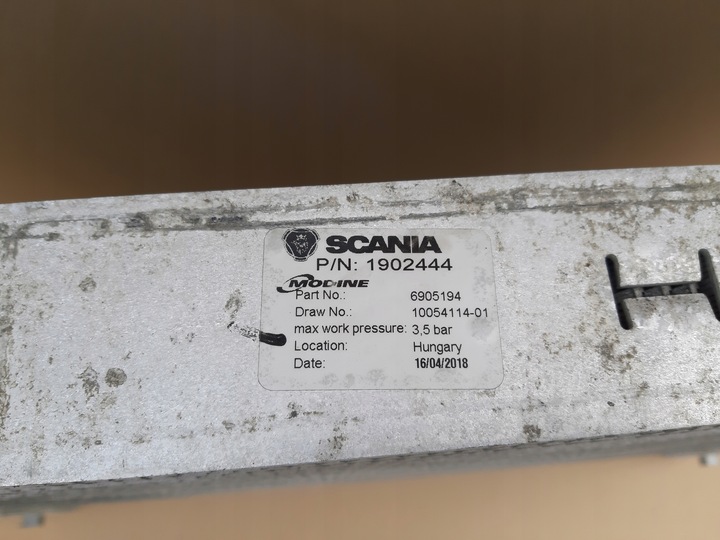 SCANIA
P/N: 1902444
MODINE
Part No.: 6905194
Draw No.: 10054114-01
max work pressure: 3,5 bar
Location: Hungary
Date: 16/04/2018